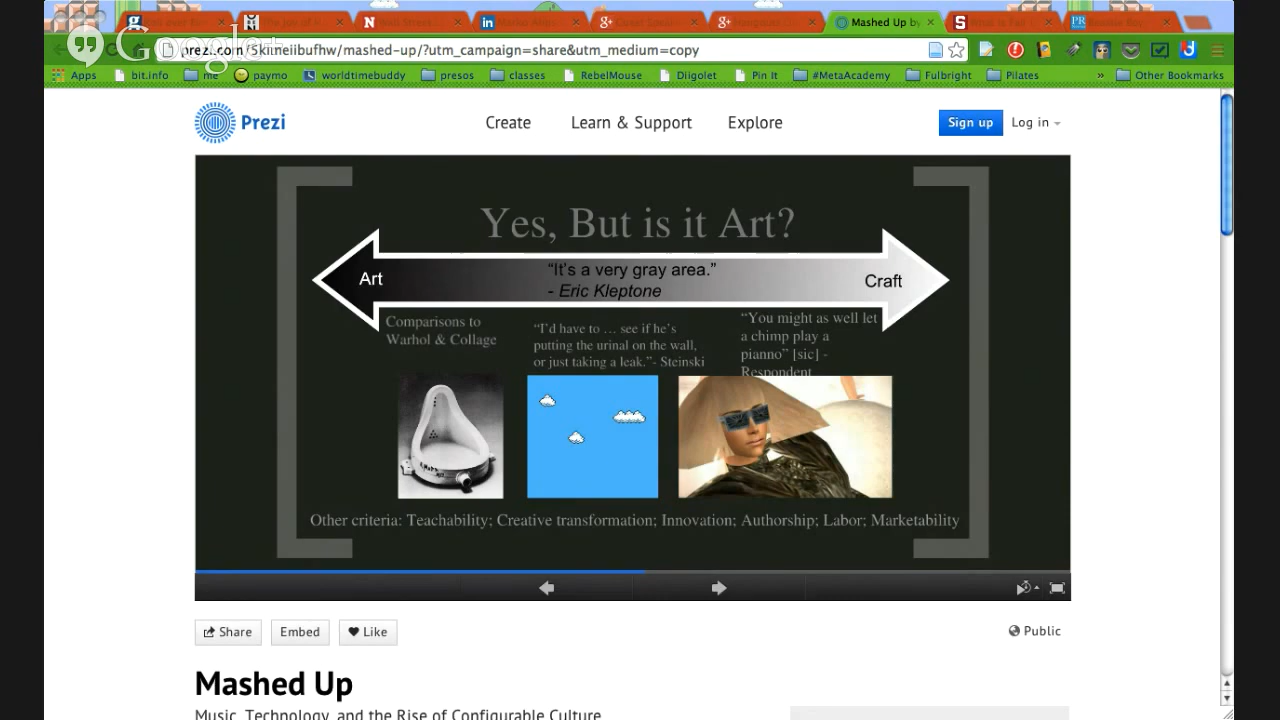 Mashed Up by
Google+
prezi.com/5kimeiibufhw/mashed-up/?utm_campaign=share&utm_medium=copy
Apps bit.info me paymo worldtimebuddy presos classes RebelMouse Diigolet Pin It #MetaAcademy Fulbright Pilates » Other Bookmarks
Prezi Create Learn & Support Explore Sign up Log in
Yes, But is it Art?
Art
“It’s a very gray area.”
- Eric Kleptone
Craft
Comparisons to
Warhol & Collage
“I’d have to … see if he’s
putting the urinal on the wall,
or just taking a leak.”- Steinski
“You might as well let
a chimp play a
pianno” [sic] -
Respondent
Other criteria: Teachability; Creative transformation; Innovation; Authorship; Labor; Marketability
Share Embed Like Public
Mashed Up
Music, Technology, and the Rise of Configurable Culture